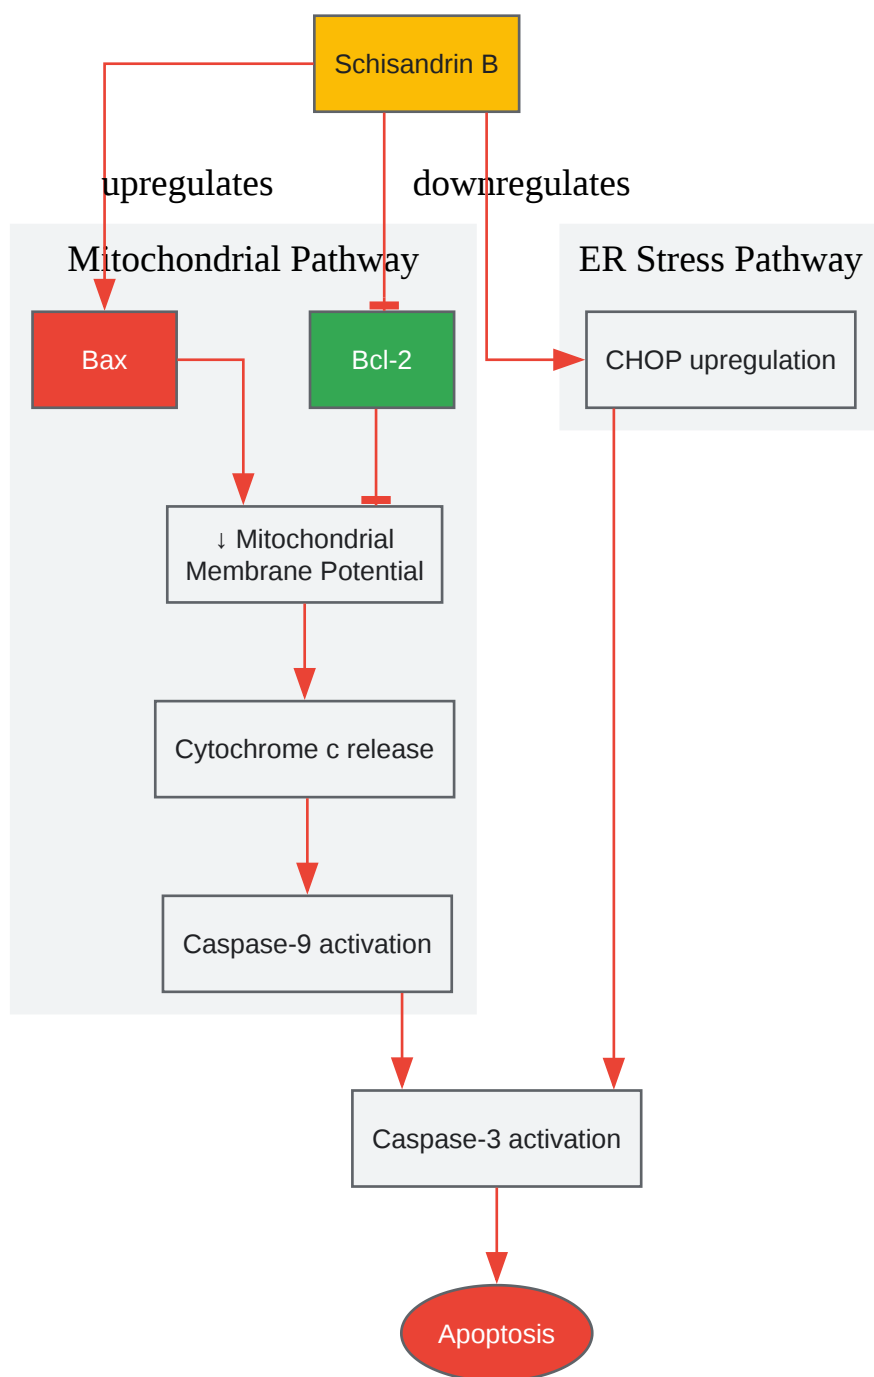 Schisandrin B
upregulates
downregulates
Mitochondrial Pathway
ER Stress Pathway
Bax
Bcl-2
CHOP upregulation
↓ Mitochondrial
Membrane Potential
Cytochrome c release
Caspase-9 activation
Caspase-3 activation
Apoptosis